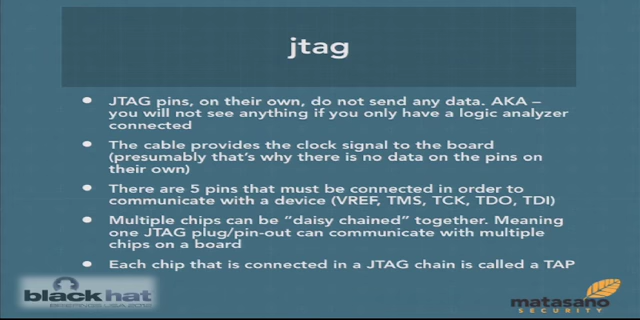 jtag
JTAG pins, on their own, do not send any data. AKA –
you will not see anything if you only have a logic analyzer
connected
The cable provides the clock signal to the board
(presumably that's why there is no data on the pins on
their own)
There are 5 pins that must be connected in order to
communicate with a device (VREF, TMS, TCK, TDO, TDI)
Multiple chips can be "daisy chained" together. Meaning
one JTAG plug/pin-out can communicate with multiple
chips on a board
Each chip that is connected in a JTAG chain is called a TAP
blackhat
matasano
SECURITY